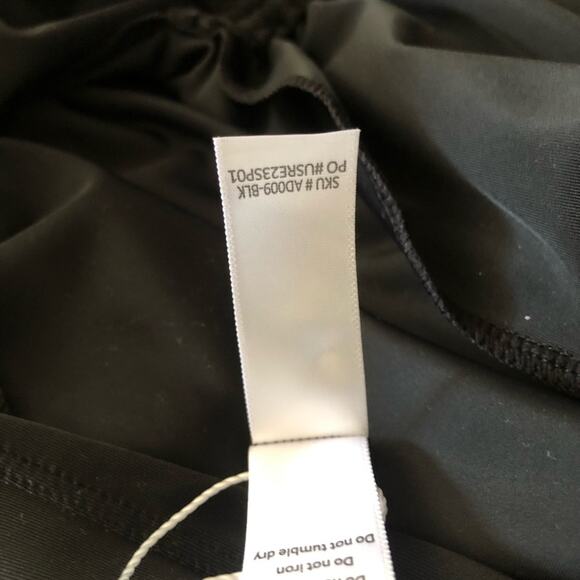 Do not iron
Do not tumble dry
SKU # AD009-BLK
PO #USRE23SP01